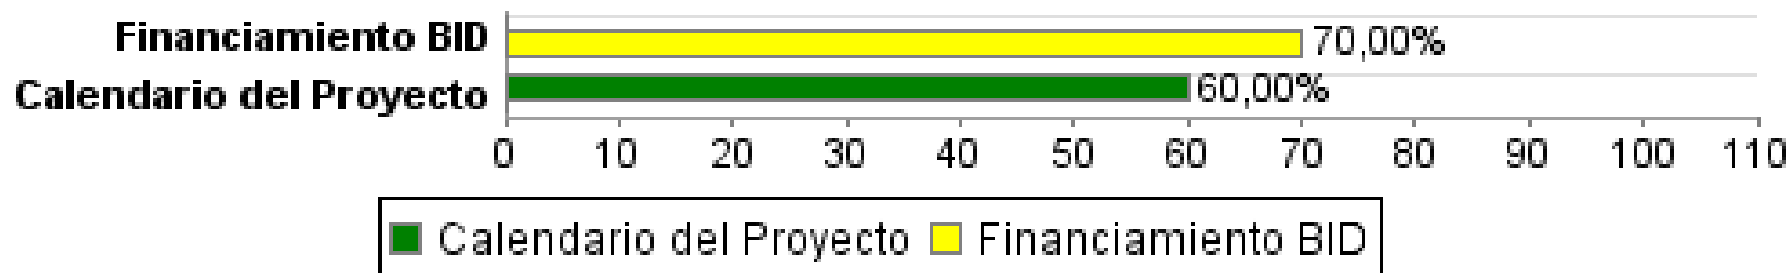 Financiamiento BID 70,00%
Calendario del Proyecto 60,00%
0 10 20 30 40 50 60 70 80 90 100 110
Calendario del Proyecto Financiamiento BID